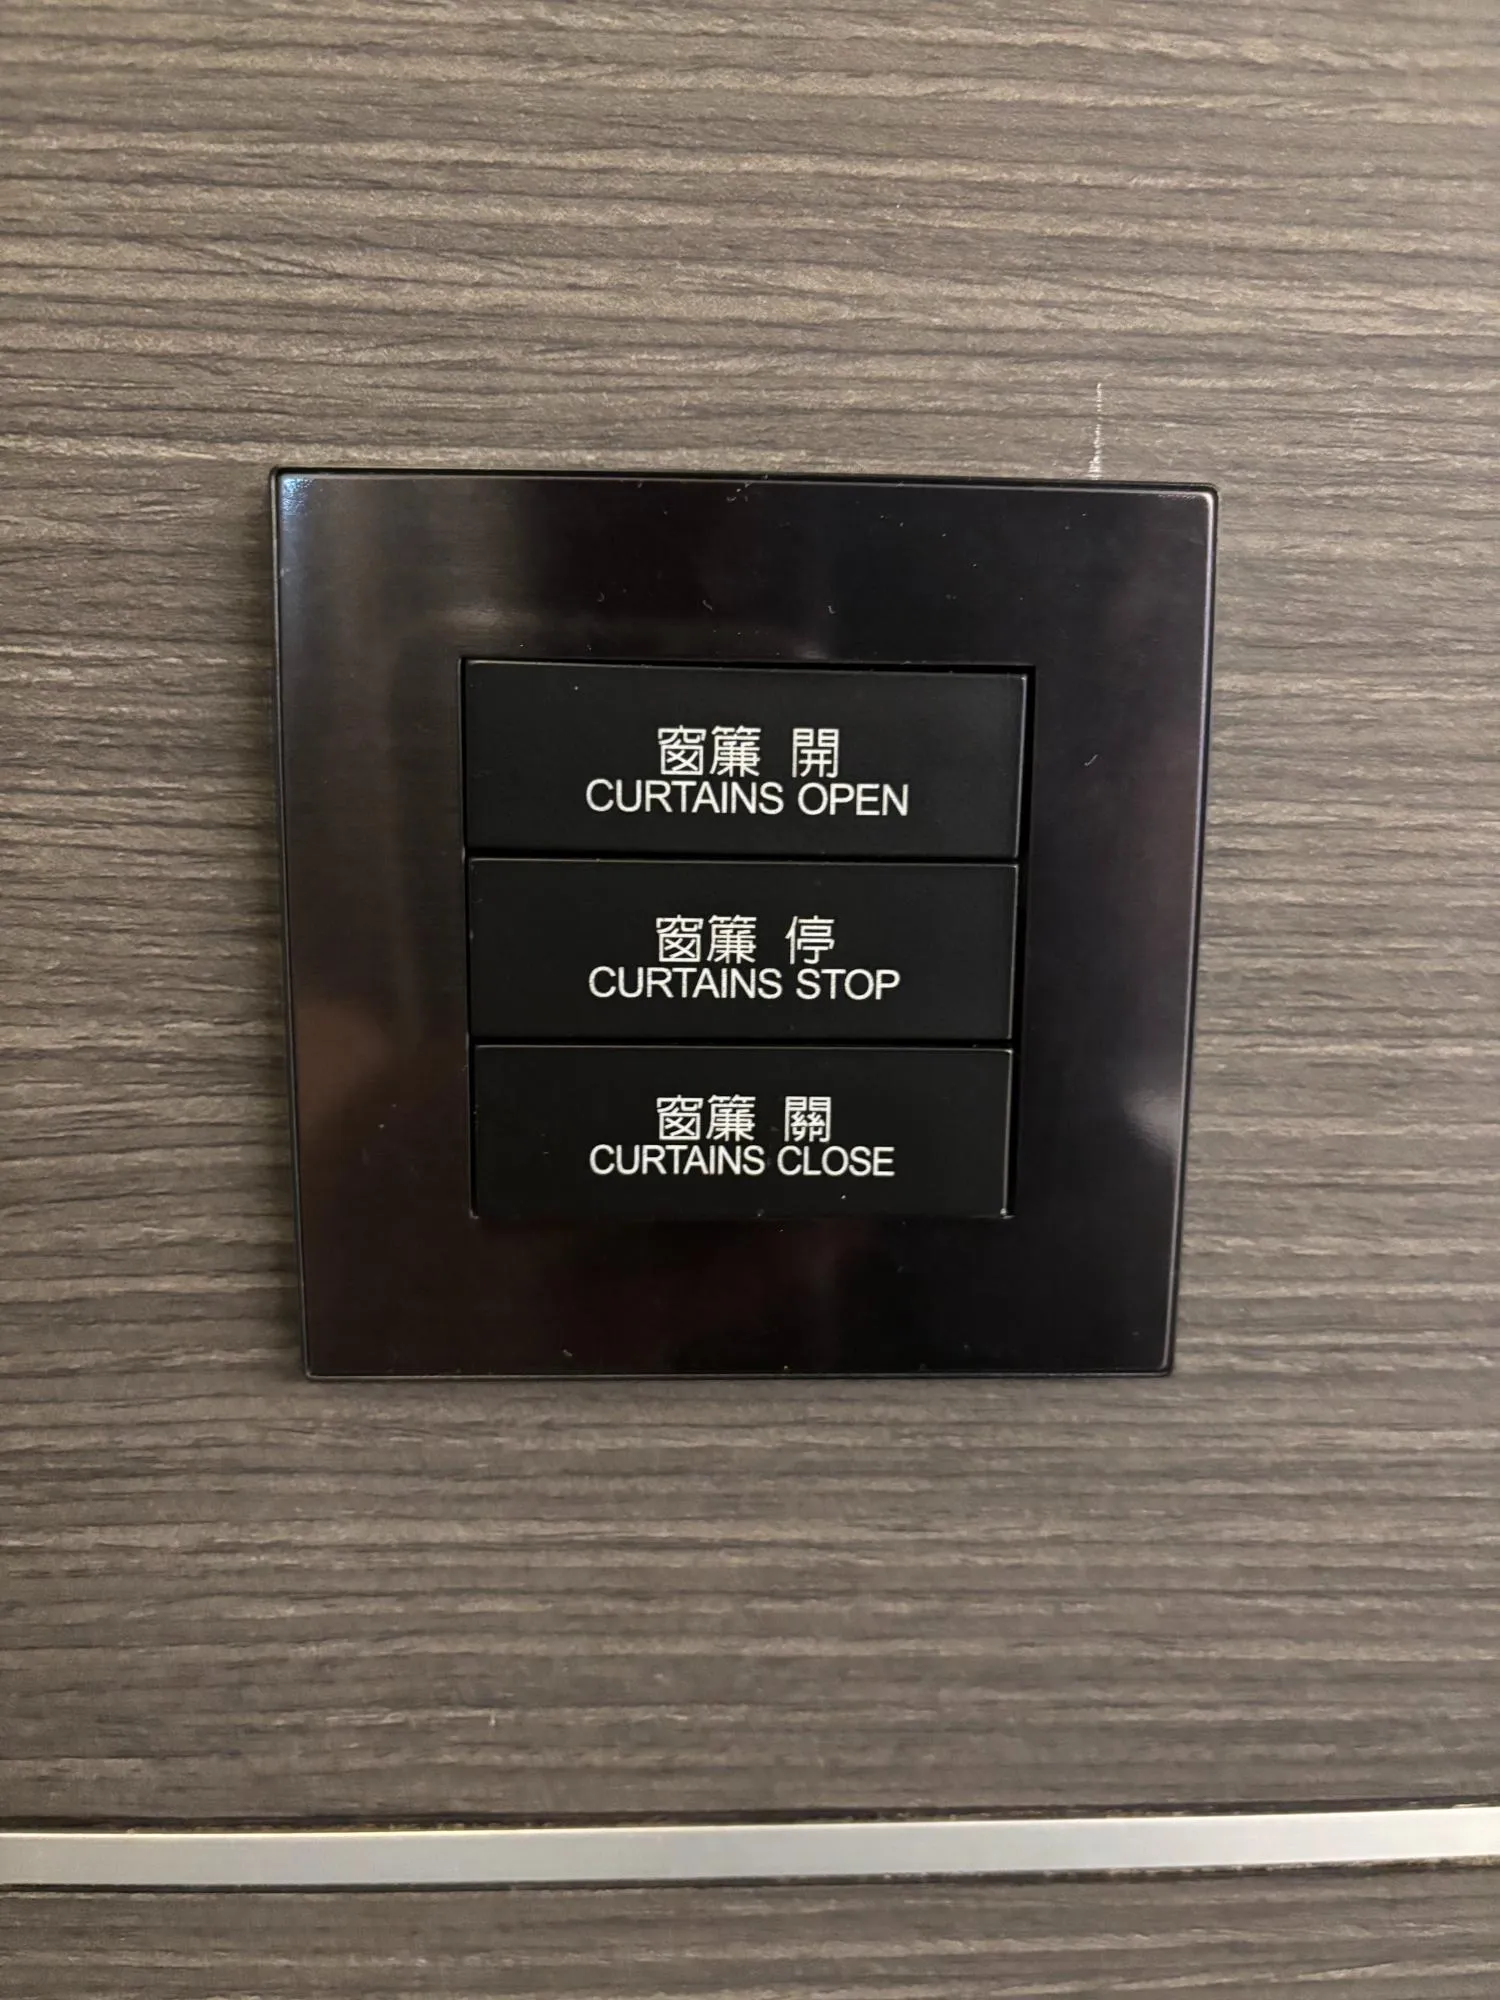 窗簾 開
CURTAINS OPEN
窗簾 停
CURTAINS STOP
窗簾 關
CURTAINS CLOSE